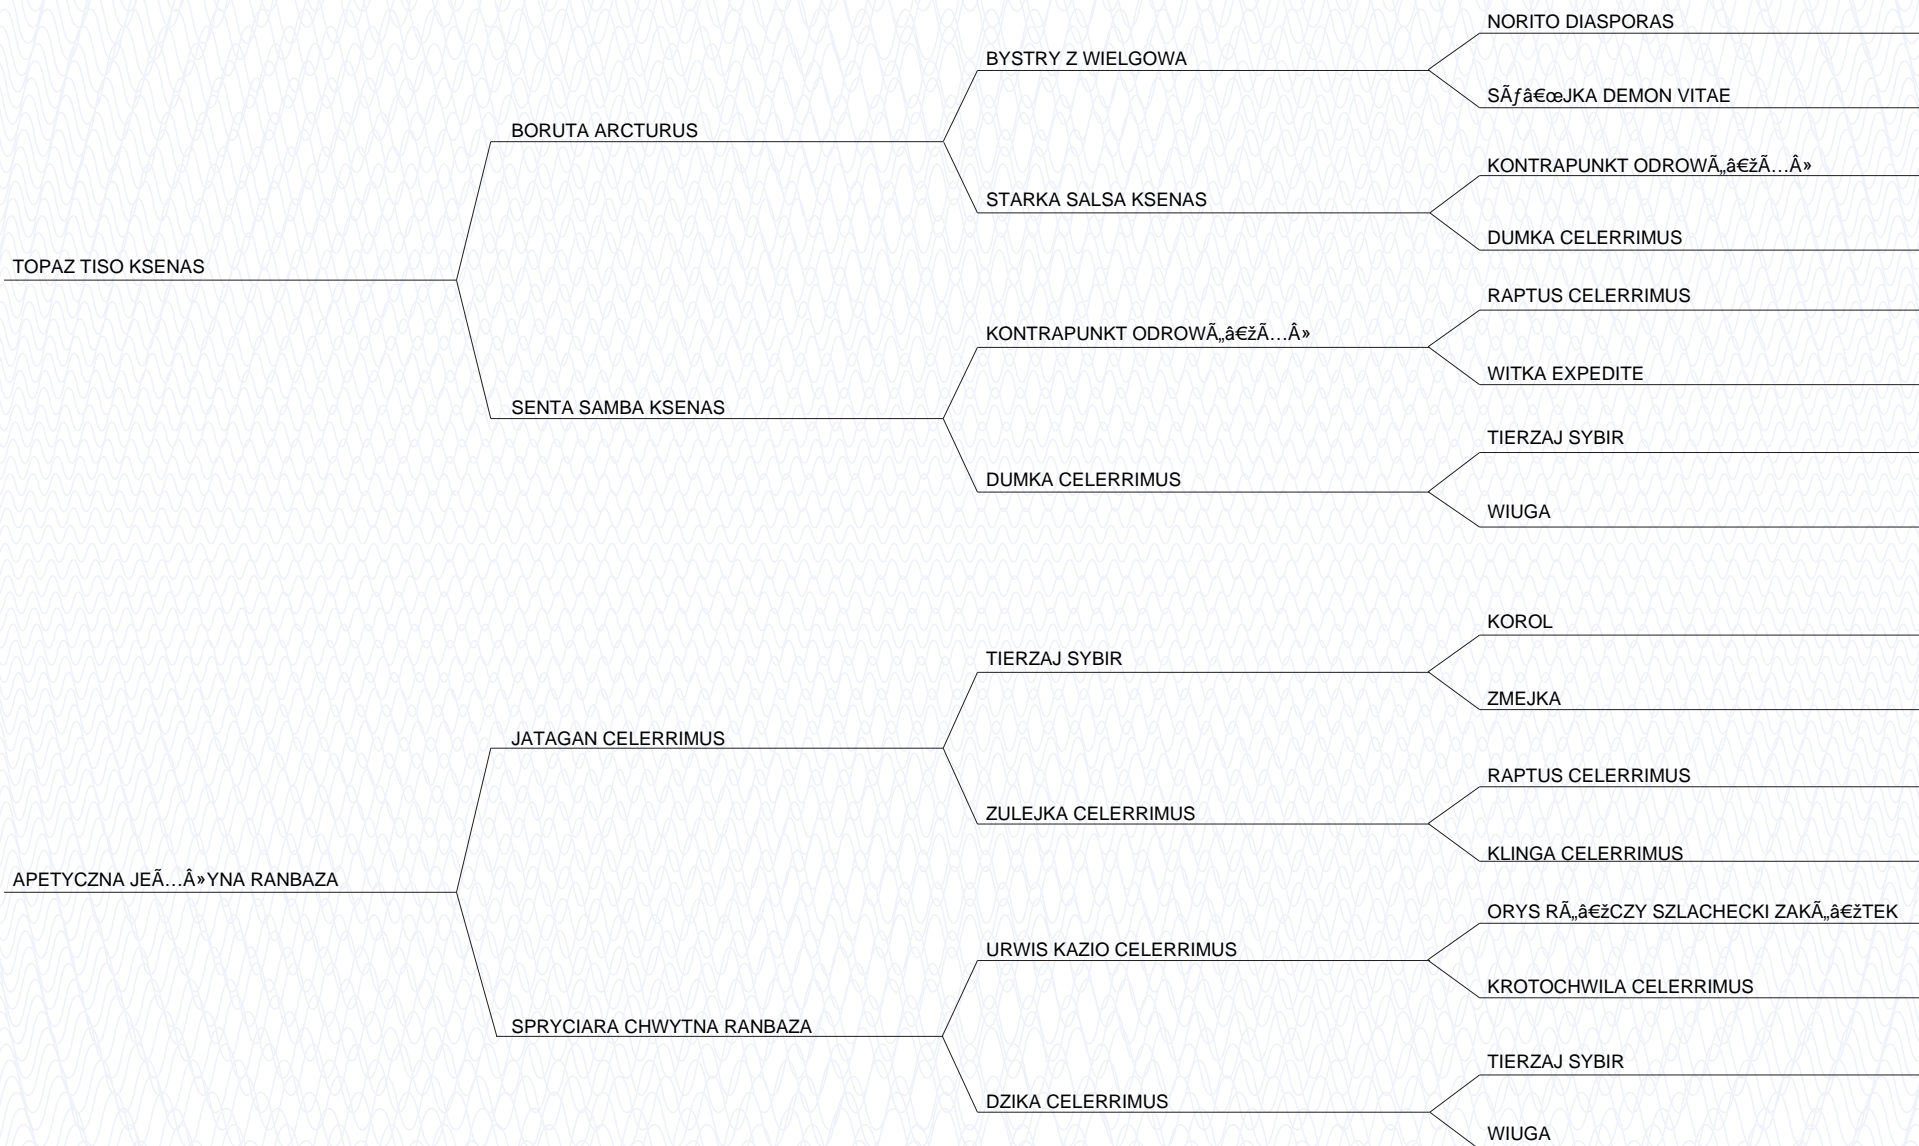 NORITO DIASPORAS
BYSTRY Z WIELGOWA
SÃƒâ€œJKA DEMON VITAE
BORUTA ARCTURUS
KONTRAPUNKT ODROWÃ„â€žÃ…Â»
STARKA SALSA KSENAS
DUMKA CELERRIMUS
TOPAZ TISO KSENAS
RAPTUS CELERRIMUS
KONTRAPUNKT ODROWÃ„â€žÃ…Â»
WITKA EXPEDITE
SENTA SAMBA KSENAS
TIERZAJ SYBIR
DUMKA CELERRIMUS
WIUGA
KOROL
TIERZAJ SYBIR
ZMEJKA
JATAGAN CELERRIMUS
RAPTUS CELERRIMUS
ZULEJKA CELERRIMUS
KLINGA CELERRIMUS
APETYCZNA JEÃ…Â»YNA RANBAZA
ORYS RÃ„â€žCZY SZLACHECKI ZAKÃ„â€žTEK
URWIS KAZIO CELERRIMUS
KROTOCHWILA CELERRIMUS
SPRYCIARA CHWYTNA RANBAZA
TIERZAJ SYBIR
DZIKA CELERRIMUS
WIUGA